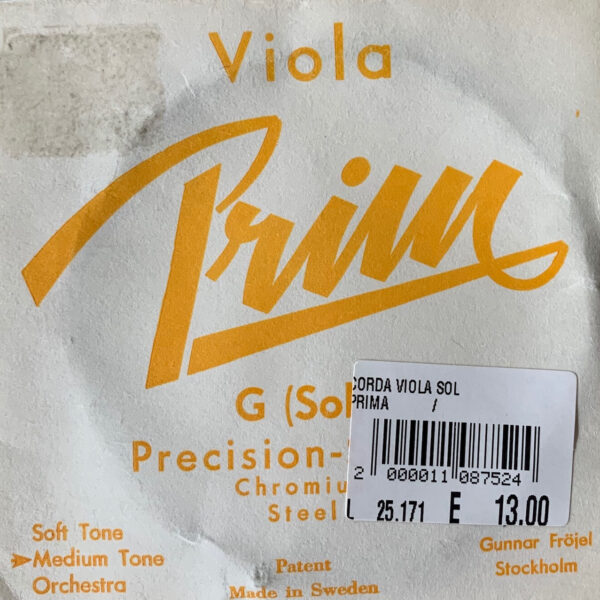 Viola
Prim
G (Sol
Precision-
Chromiu
Steel
CORDA VIOLA SOL
PRIMA /
2 000011 087524
25.171 E 13.00
Soft Tone
Medium Tone
Orchestra
Patent
Made in Sweden
Gunnar Fröjel
Stockholm